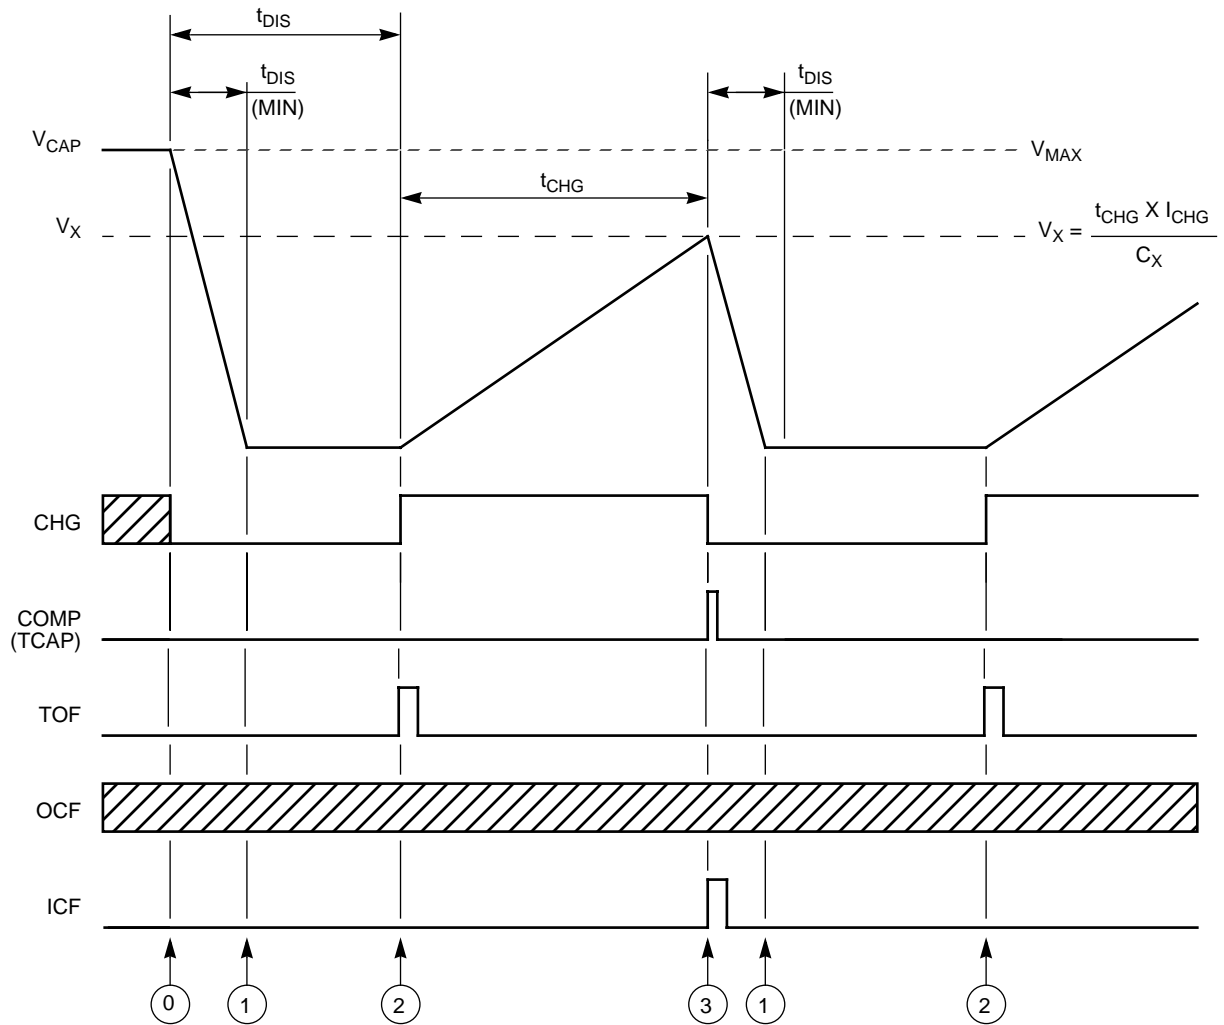 tDIS
tDIS
(MIN)
tDIS
(MIN)
VCAP
VMAX
tCHG
VX
VX = tCHG X ICHG
CX
CHG
COMP
(TCAP)
TOF
OCF
ICF
0 1 2 3 1 2